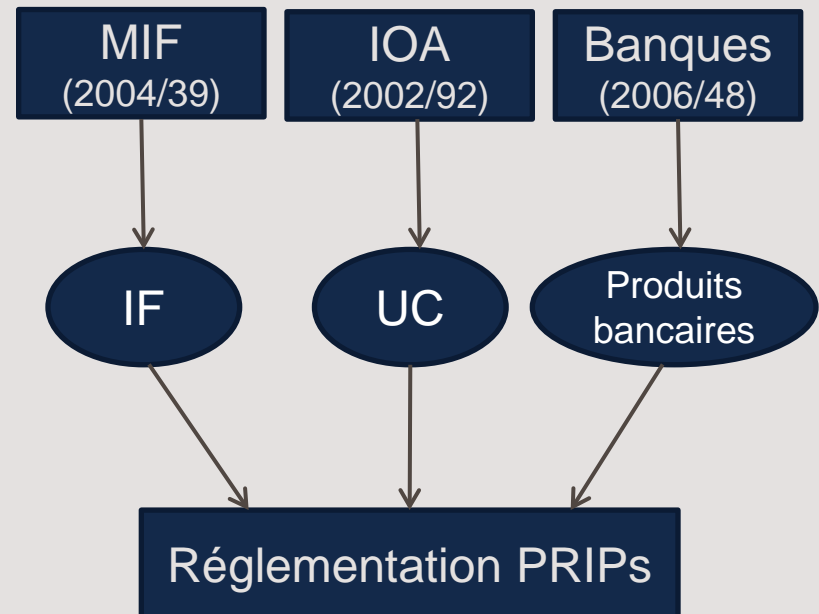 MIF
(2004/39)
IOA
(2002/92)
Banques
(2006/48)
IF
UC
Produits
bancaires
Réglementation PRIPs